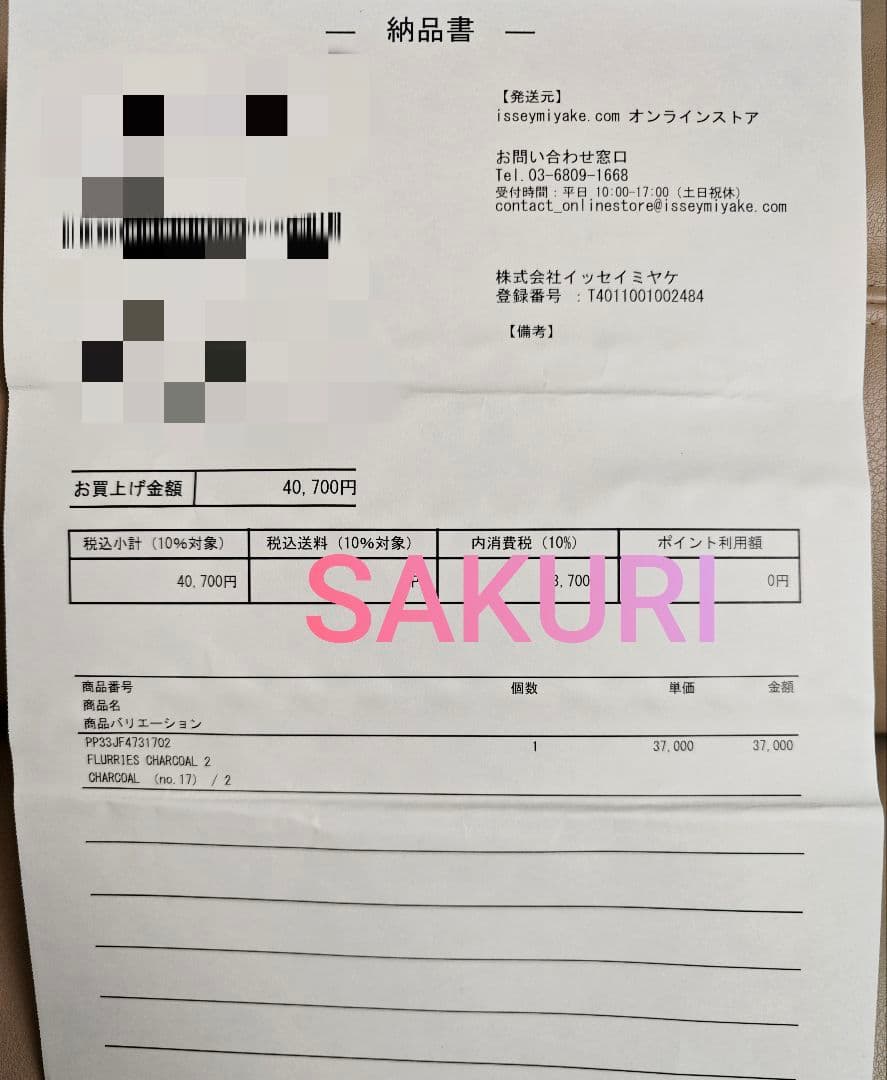 ― 納品書 ―
【発送元】
isseymiyake.com オンラインストア
お問い合わせ窓口
Tel.03-6809-1668
受付時間：平日 10:00-17:00（土日祝休）
contact_onlinestore@isseymiyake.com
株式会社イッセイミヤケ
登録番号 ：T4011001002484
【備考】
お買上げ金額 40,700円
税込小計（10%対象） 税込送料（10%対象） 内消費税（10%） ポイント利用額
40,700円 3,700 0円
SAKURI
商品番号 個数 単価 金額
商品名
商品バリエーション
PP33JF4731702 1 37,000 37,000
FLURRIES CHARCOAL 2
CHARCOAL （no.17） / 2